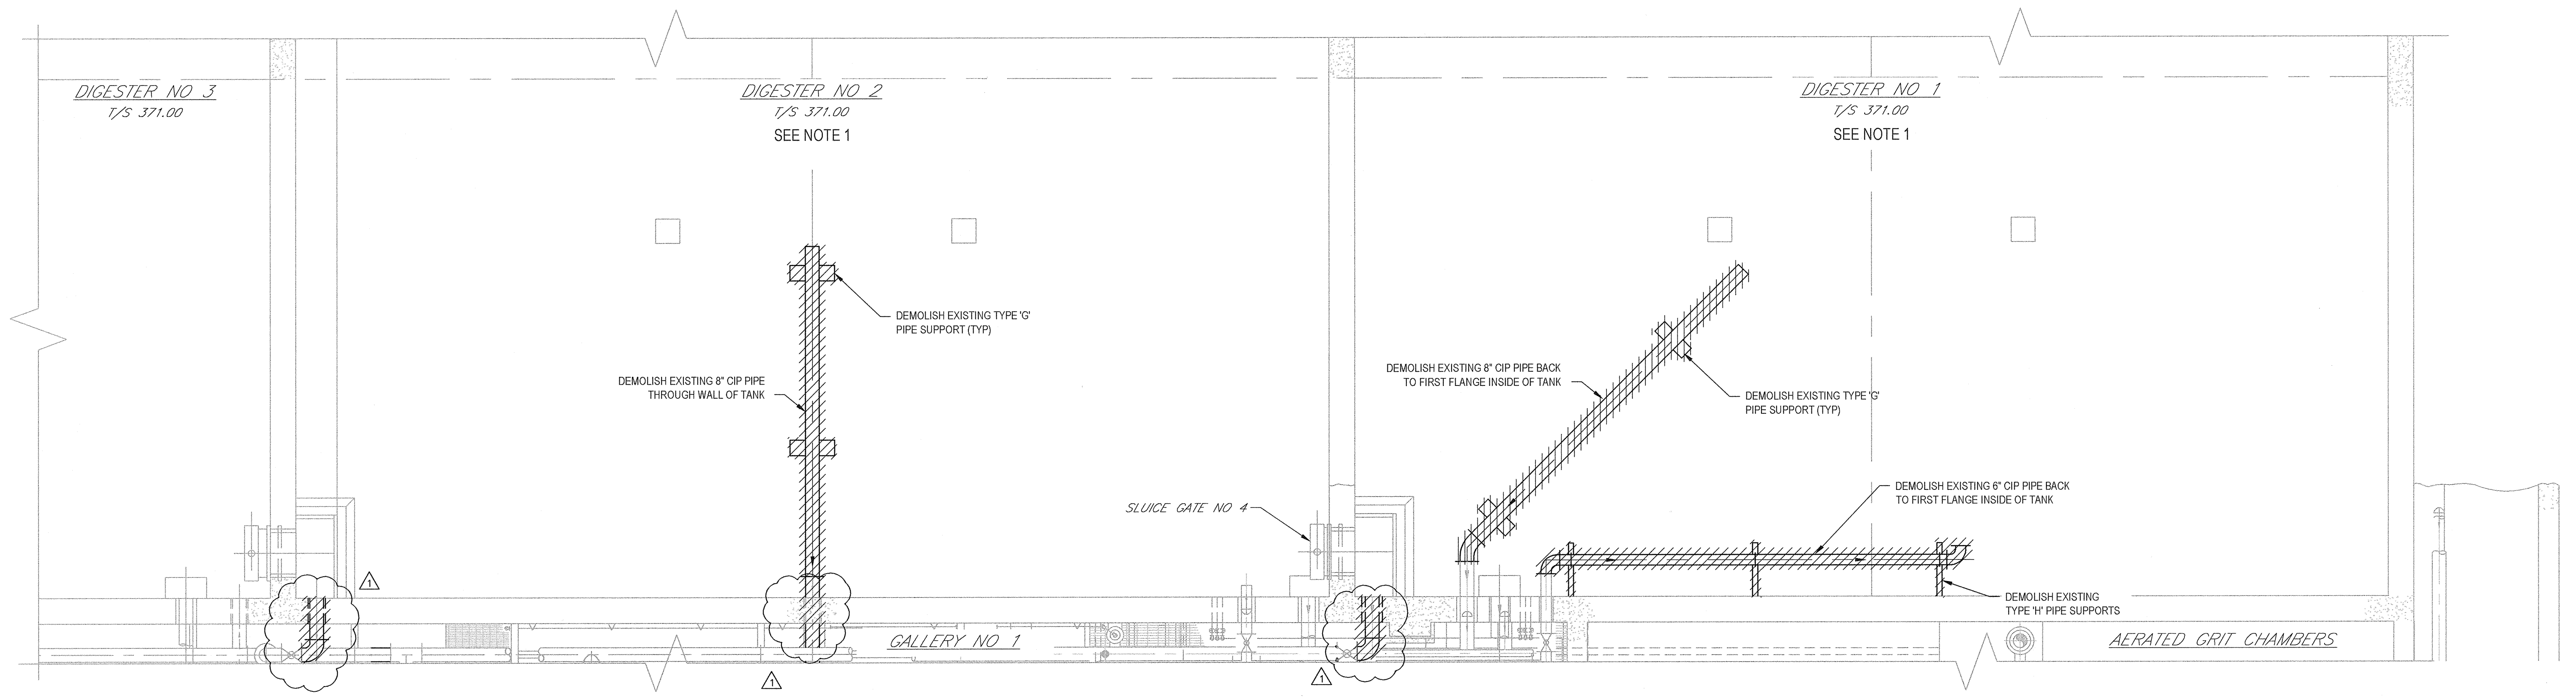 DIGESTER NO 3
T/S 371.00
DIGESTER NO 2
T/S 371.00
SEE NOTE 1
DIGESTER NO 1
T/S 371.00
SEE NOTE 1
DEMOLISH EXISTING TYPE 'G'
PIPE SUPPORT (TYP)
DEMOLISH EXISTING 8" CIP PIPE
THROUGH WALL OF TANK
DEMOLISH EXISTING 8" CIP PIPE BACK
TO FIRST FLANGE INSIDE OF TANK
DEMOLISH EXISTING TYPE 'G'
PIPE SUPPORT (TYP)
SLUICE GATE NO 4
DEMOLISH EXISTING 6" CIP PIPE BACK
TO FIRST FLANGE INSIDE OF TANK
DEMOLISH EXISTING
TYPE 'H' PIPE SUPPORTS
1
GALLERY NO 1
AERATED GRIT CHAMBERS
1
1